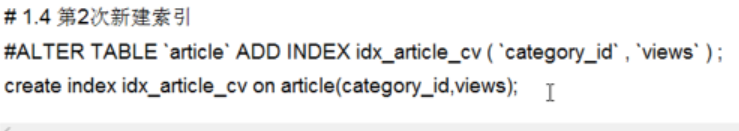 # 1.4 第2次新建索引
#ALTER TABLE `article` ADD INDEX idx_article_cv ( `category_id` , `views` ) ;
create index idx_article_cv on article(category_id,views);